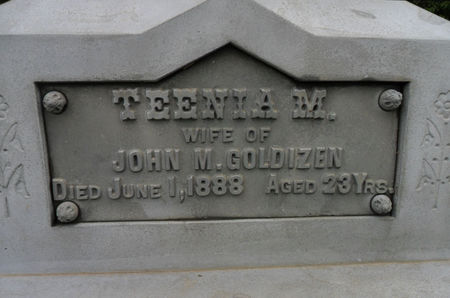 TEENIA M.
WIFE OF
JOHN M. GOLDIZEN
DIED JUNE 1, 1888 AGED 23 YRS.